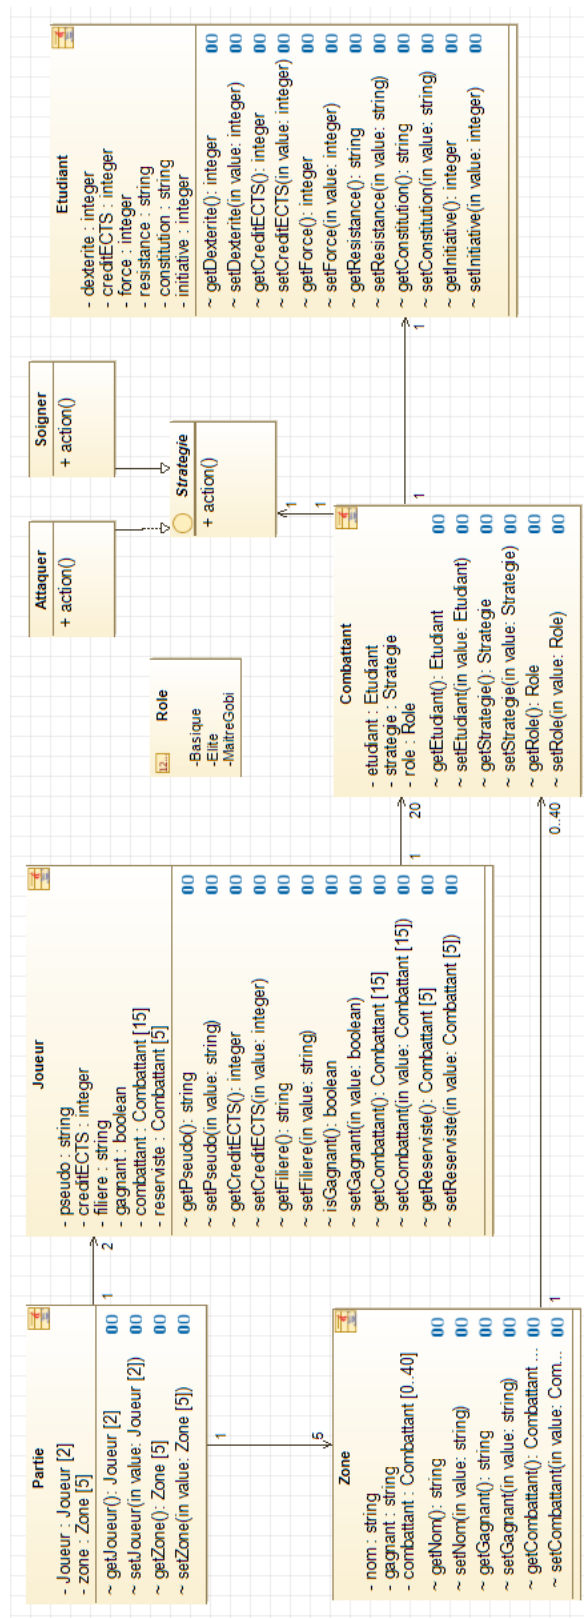 Partie
- Joueur : Joueur [2]
- zone : Zone [5]
~ getJoueur(): Joueur [2]
~ setJoueur(in value: Joueur [2])
~ getZone(): Zone [5]
~ setZone(in value: Zone [5])
1
2
1
5
Joueur
- pseudo : string
- creditECTS : integer
- filiere : string
- gagnant : boolean
- combattant : Combattant [15]
- reserviste : Combattant [5]
~ getPseudo(): string
~ setPseudo(in value: string)
~ getCreditECTS(): integer
~ setCreditECTS(in value: integer)
~ getFiliere(): string
~ setFiliere(in value: string)
~ isGagnant(): boolean
~ setGagnant(in value: boolean)
~ getCombattant(): Combattant [15]
~ setCombattant(in value: Combattant [15])
~ getReserviste(): Combattant [5]
~ setReserviste(in value: Combattant [5])
1
20
Zone
- nom : string
- gagnant : string
- combattant : Combattant [0..40]
~ getNom(): string
~ setNom(in value: string)
~ getGagnant(): string
~ setGagnant(in value: string)
~ getCombattant(): Combattant ...
~ setCombattant(in value: Com...
1
0..40
12...
Role
-Basique
-Elite
-MaitreGobi
Combattant
- etudiant : Etudiant
- strategie : Strategie
- role : Role
~ getEtudiant(): Etudiant
~ setEtudiant(in value: Etudiant)
~ getStrategie(): Strategie
~ setStrategie(in value: Strategie)
~ getRole(): Role
~ setRole(in value: Role)
1
1
1
1
Attaquer
+ action()
Soigner
+ action()
Strategie
+ action()
Etudiant
- dexterite : integer
- creditECTS : integer
- force : integer
- resistance : string
- constitution : string
- initiative : integer
~ getDexterite(): integer
~ setDexterite(in value: integer)
~ getCreditECTS(): integer
~ setCreditECTS(in value: integer)
~ getForce(): integer
~ setForce(in value: integer)
~ getResistance(): string
~ setResistance(in value: string)
~ getConstitution(): string
~ setConstitution(in value: string)
~ getInitiative(): integer
~ setInitiative(in value: integer)